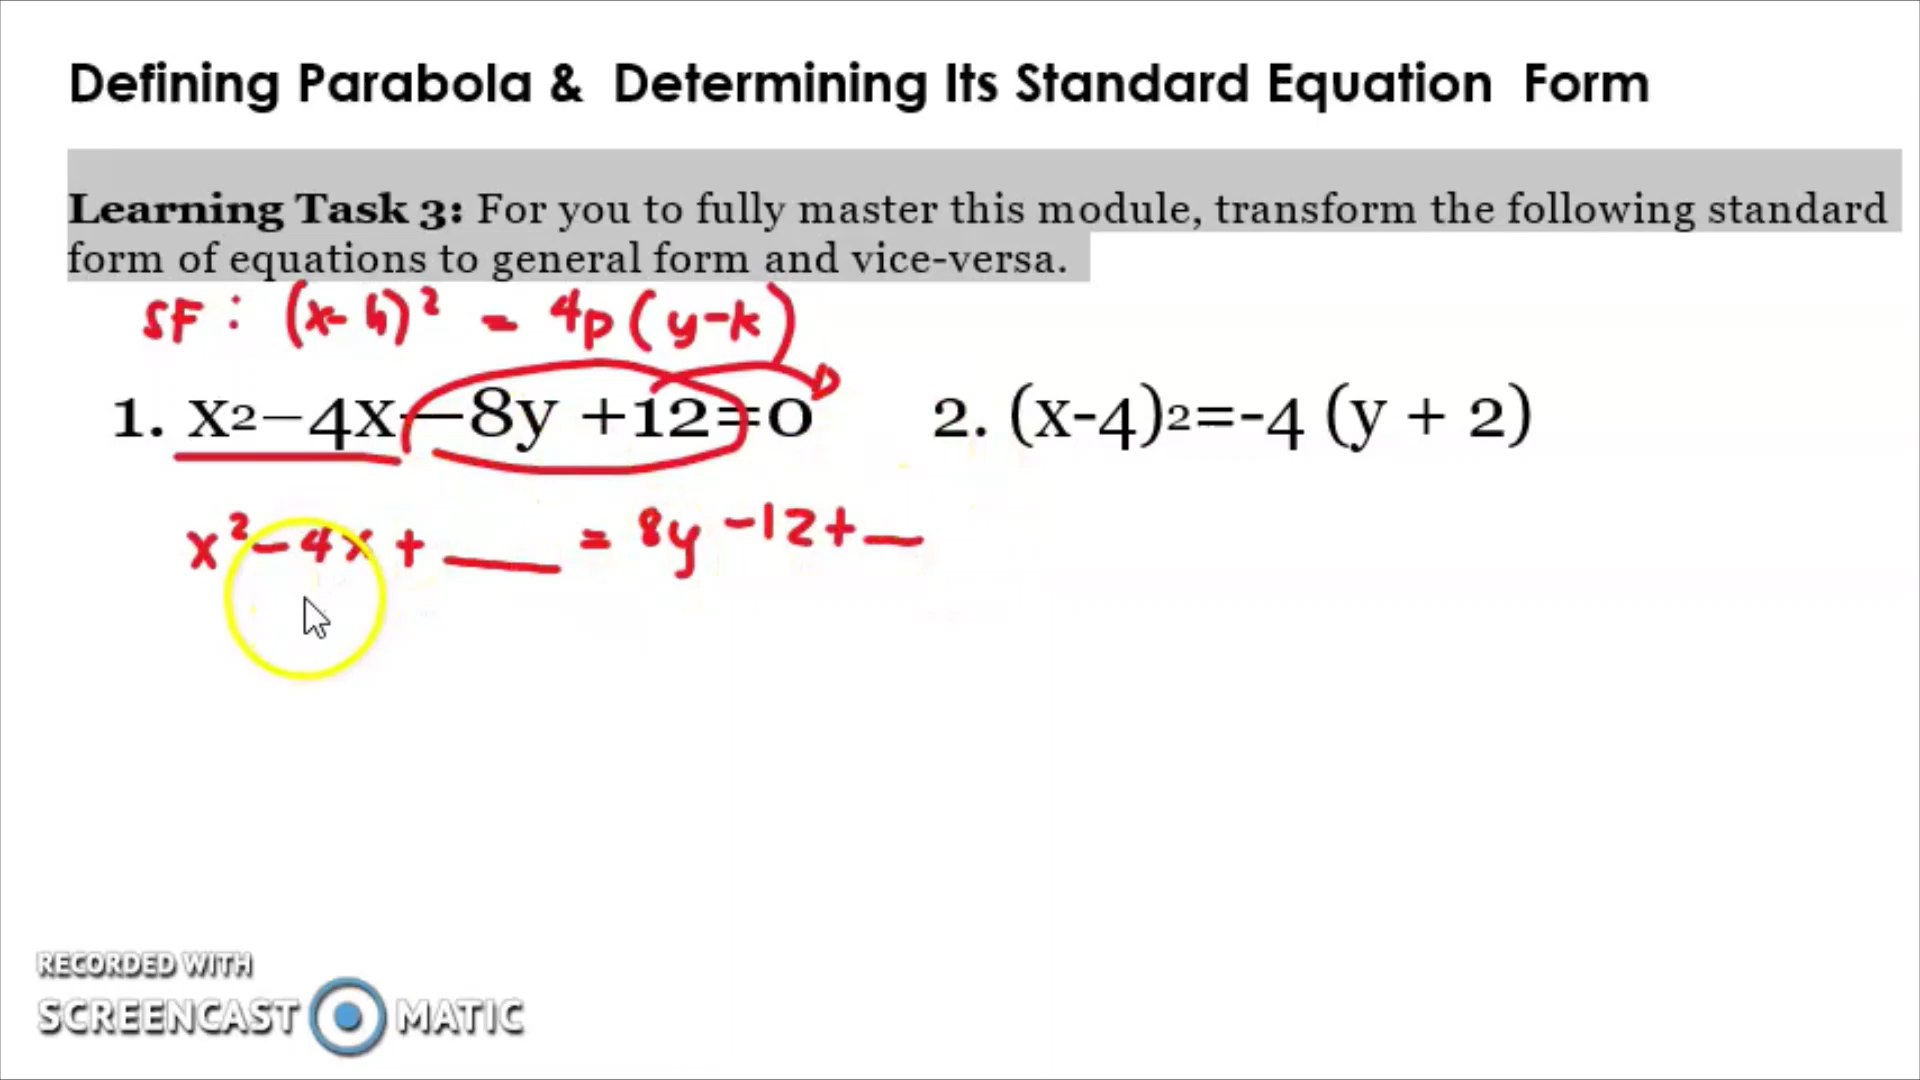 Defining Parabola & Determining Its Standard Equation Form
Learning Task 3: For you to fully master this module, transform the following standard
form of equations to general form and vice-versa.
SF : (x-h)² = 4p(y-k)
1. x2–4x–8y +12=0
2. (x-4)2=-4 (y + 2)
x² - 4x + ___ = 8y -12+__
RECORDED WITH
SCREENCAST MATIC